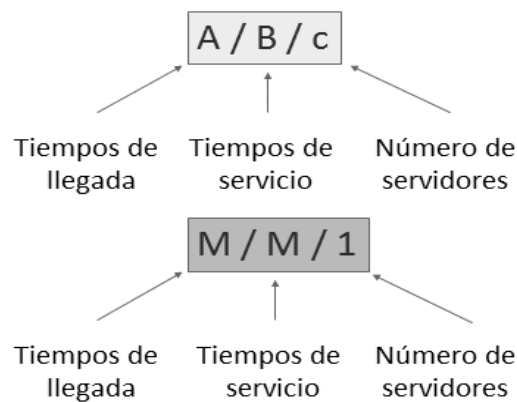 A / B / c
Tiempos de Tiempos de Número de
llegada servicio servidores
M / M / 1
Tiempos de Tiempos de Número de
llegada servicio servidores